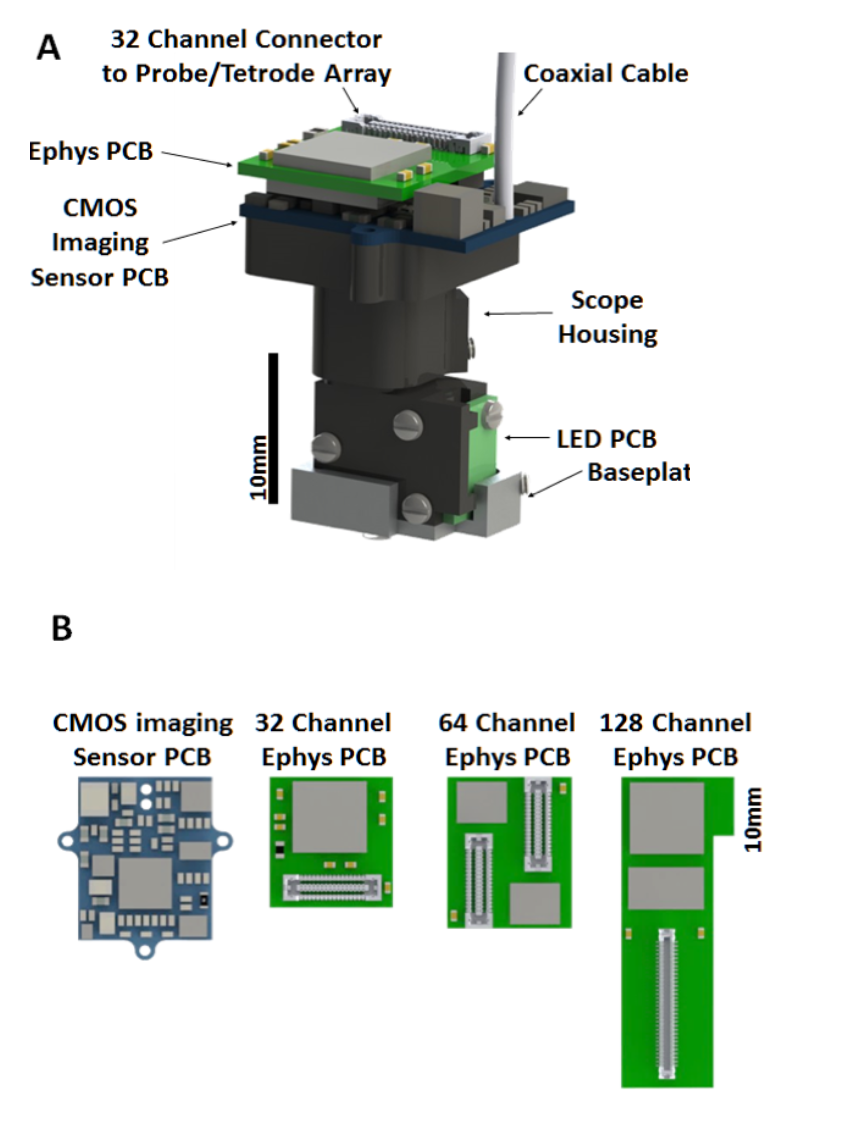 A
32 Channel Connector
to Probe/Tetrode Array
Coaxial Cable
Ephys PCB
CMOS
Imaging
Sensor PCB
Scope
Housing
10mm
LED PCB
Baseplat
B
CMOS imaging
Sensor PCB
32 Channel
Ephys PCB
64 Channel
Ephys PCB
128 Channel
Ephys PCB
10mm